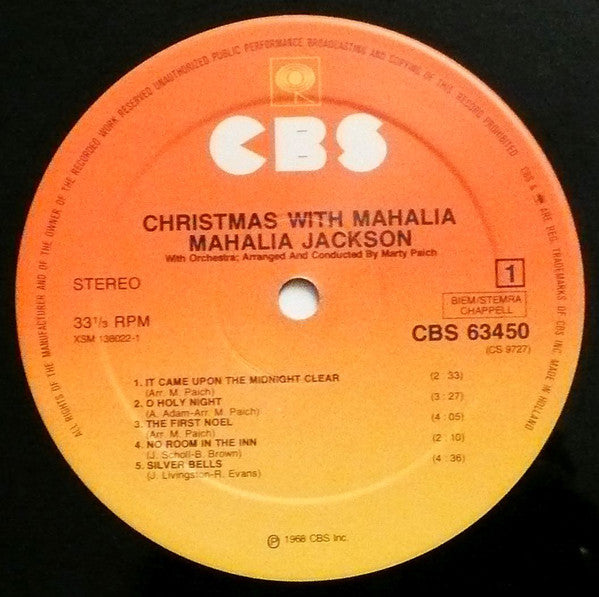 ALL RIGHTS OF THE MANUFACTURER AND OF THE OWNER OF THE RECORDED WORK RESERVED UNAUTHORIZED PUBLIC PERFORMANCE BROADCASTING AND COPYING OF THIS RECORD PROHIBITED
CBS & ART REG. TRADEMARKS OF CBS INC. MADE IN HOLLAND
CBS
CHRISTMAS WITH MAHALIA
MAHALIA JACKSON
With Orchestra; Arranged And Conducted By Marty Paich
STEREO
1
33⅓ RPM
XSM 138022-1
BIEM/STEMRA
CHAPPELL
CBS 63450
(CS 9727)
1. IT CAME UPON THE MIDNIGHT CLEAR (2:33)
(Arr. M. Paich)
2. O HOLY NIGHT (3:27)
(A. Adam-Arr. M. Paich)
3. THE FIRST NOEL (4:05)
(Arr. M. Paich)
4. NO ROOM IN THE INN (2:10)
(J. Scholl-B. Brown)
5. SILVER BELLS (4:36)
(J. Livingston-R. Evans)
℗ 1968 CBS Inc.